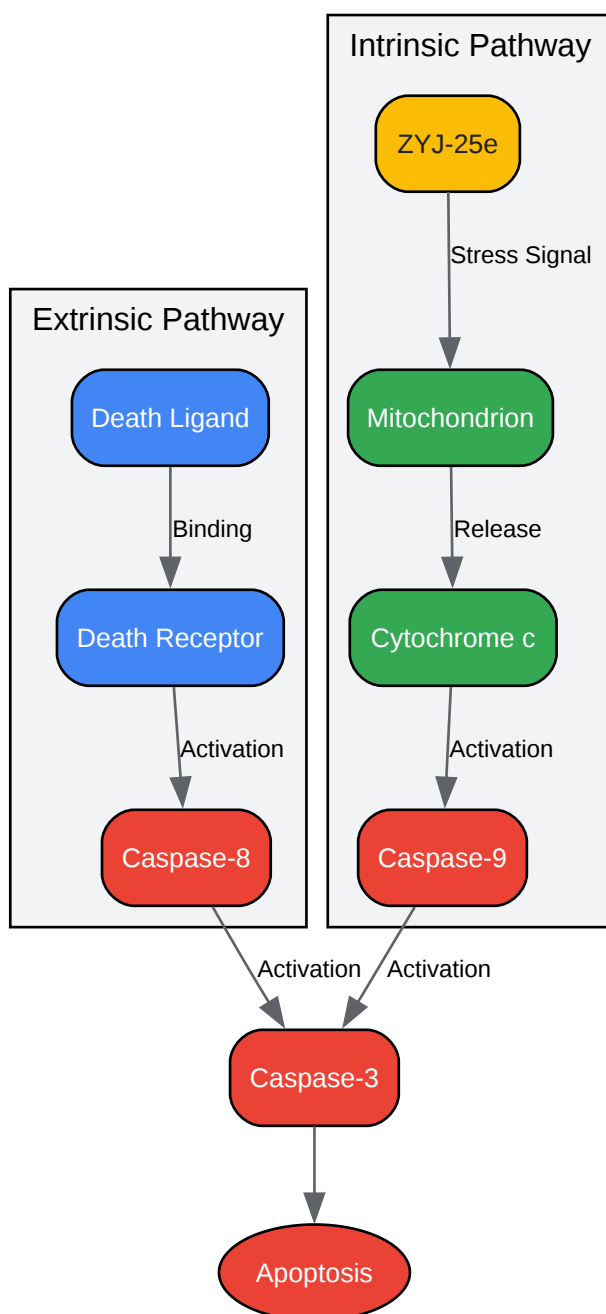 Intrinsic Pathway
ZYJ-25e
Stress Signal
Extrinsic Pathway
Death Ligand
Mitochondrion
Binding
Release
Death Receptor
Cytochrome c
Activation
Activation
Caspase-8
Caspase-9
Activation
Activation
Caspase-3
Apoptosis